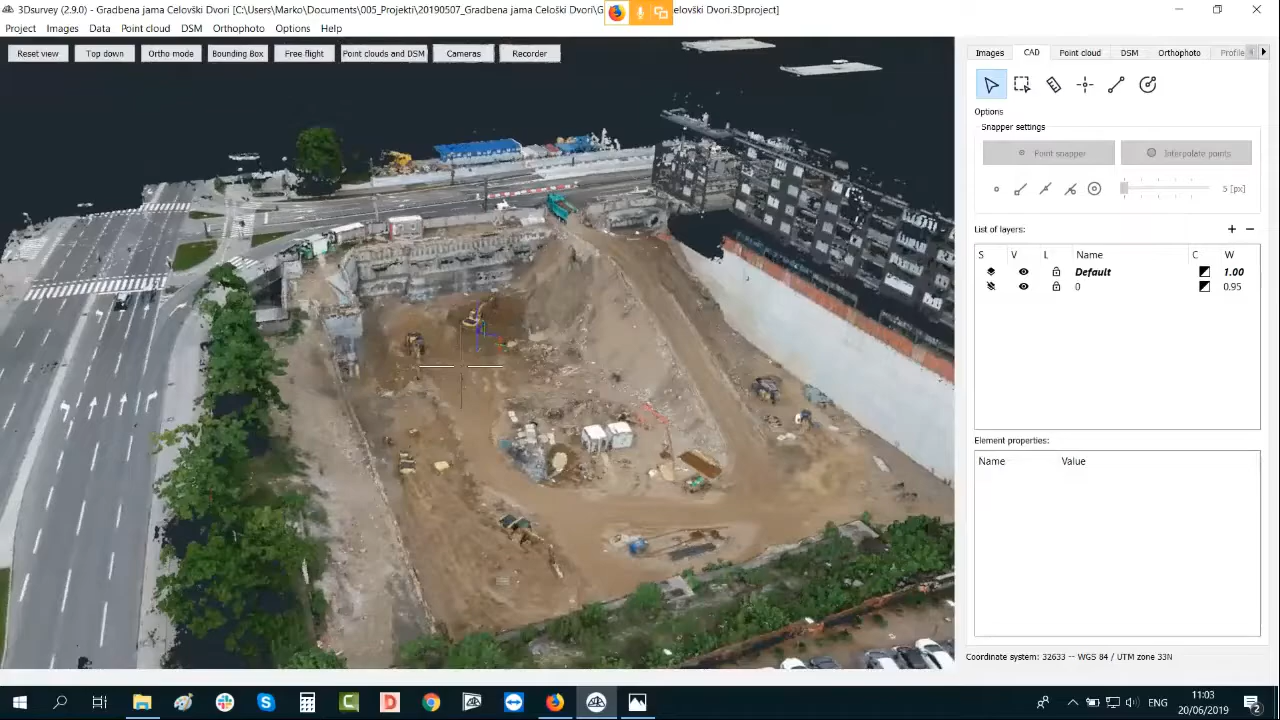 3Dsurvey (2.9.0) - Gradbena jama Celovški Dvori [C:\Users\Marko\Documents\005_Projekti\20190507_Gradbena jama Celoški Dvori\G elovški Dvori.3Dproject]
Project Images Data Point cloud DSM Orthophoto Options Help
Reset view Top down Ortho mode Bounding Box Free flight Point clouds and DSM Cameras Recorder
Images CAD Point cloud DSM Orthophoto Profile
Options
Snapper settings
Point snapper Interpolate points
5 [px]
List of layers:
S V L Name C W
Default 1.00
0 0.95
Element properties:
Name Value
Coordinate system: 32633 -- WGS 84 / UTM zone 33N
ENG
11:03
20/06/2019
2